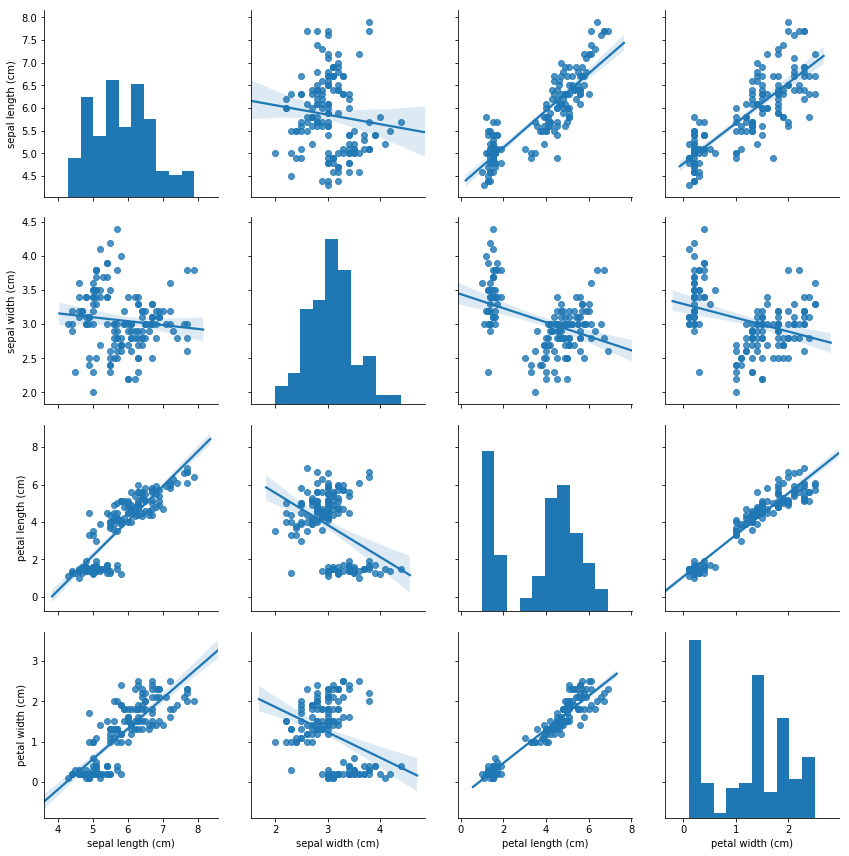 8.0
7.5
7.0
6.5
6.0
5.5
5.0
4.5
sepal length (cm)
4.5
4.0
3.5
3.0
2.5
2.0
sepal width (cm)
8
6
4
2
0
petal length (cm)
3
2
1
0
petal width (cm)
4 5 6 7 8
sepal length (cm)
2 3 4
sepal width (cm)
0 2 4 6 8
petal length (cm)
0 1 2
petal width (cm)